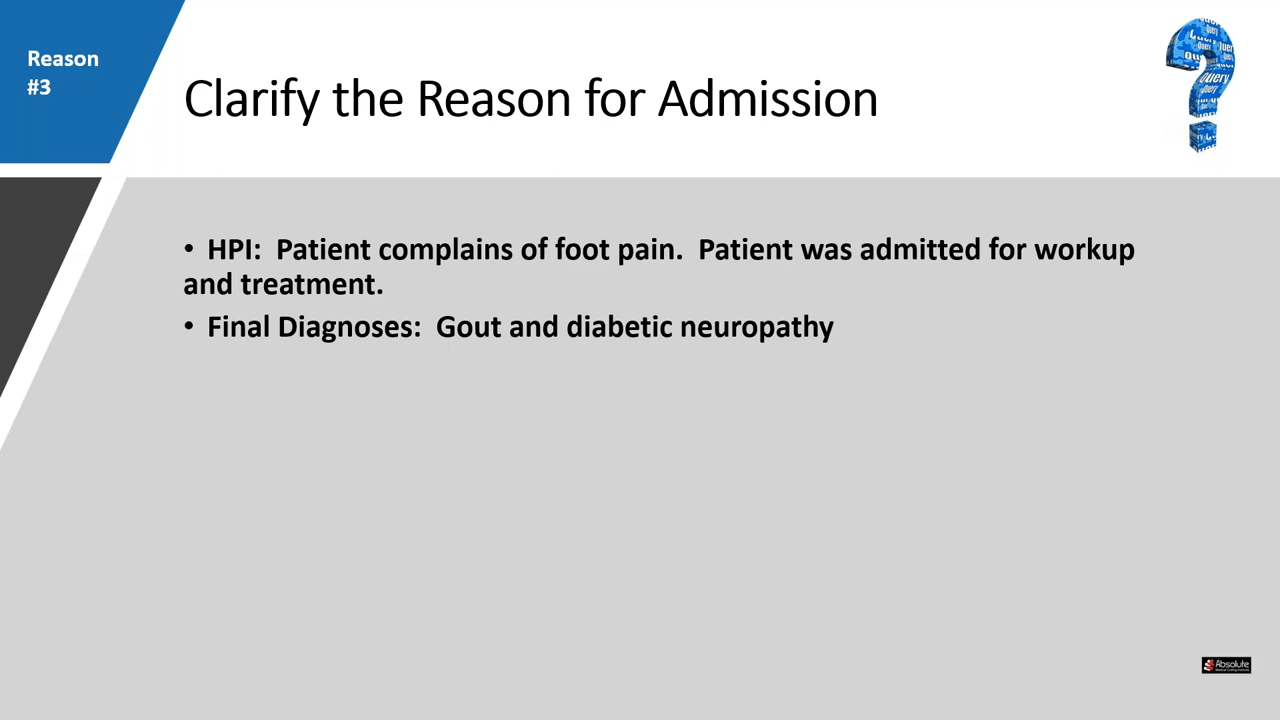 Reason
#3
Clarify the Reason for Admission
Query
• HPI:  Patient complains of foot pain.  Patient was admitted for workup
and treatment.
• Final Diagnoses:  Gout and diabetic neuropathy
Absolute